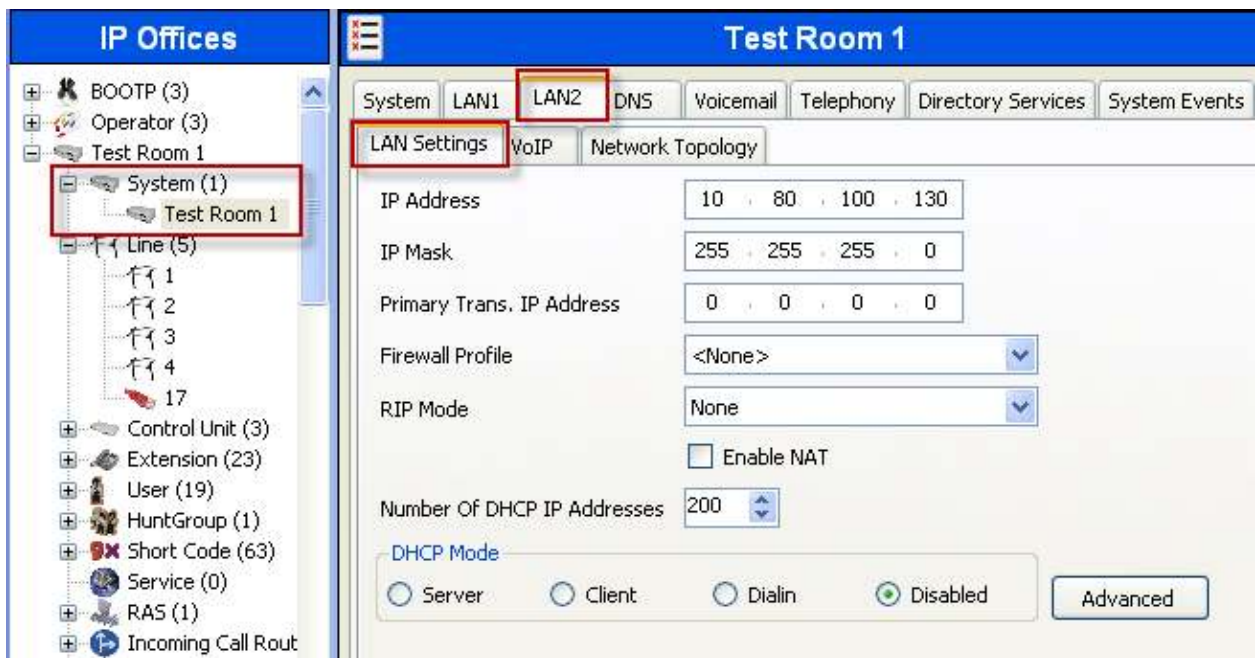 IP Offices
BOOTP (3)
Operator (3)
Test Room 1
System (1)
Test Room 1
Line (5)
1
2
3
4
17
Control Unit (3)
Extension (23)
User (19)
HuntGroup (1)
Short Code (63)
Service (0)
RAS (1)
Incoming Call Rout
Test Room 1
System LAN1 LAN2 DNS Voicemail Telephony Directory Services System Events
LAN Settings VoIP Network Topology
IP Address 10 . 80 . 100 . 130
IP Mask 255 . 255 . 255 . 0
Primary Trans. IP Address 0 . 0 . 0 . 0
Firewall Profile <None>
RIP Mode None
Enable NAT
Number Of DHCP IP Addresses 200
DHCP Mode
Server Client Dialin Disabled Advanced